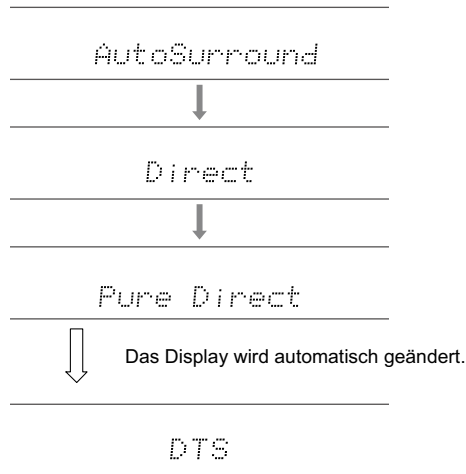 AutoSurround
Direct
Pure Direct
Das Display wird automatisch geändert.
DTS